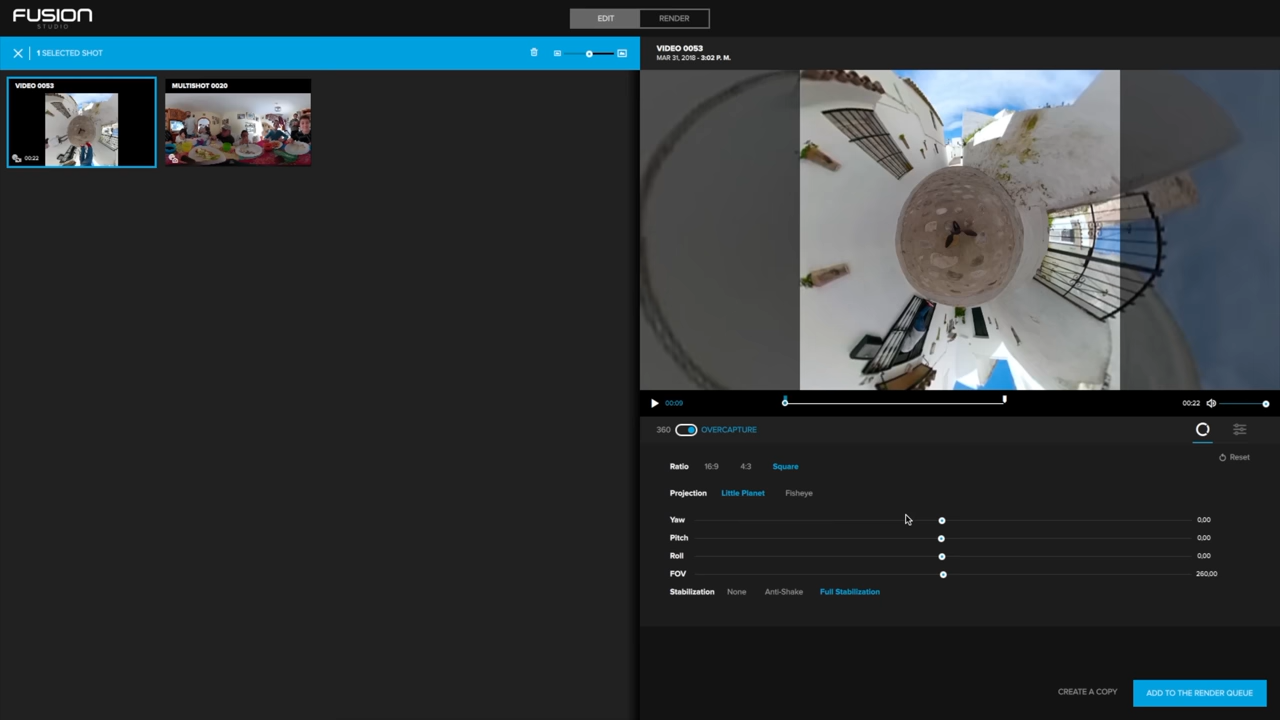 FUSION
STUDIO
EDIT
RENDER
1 SELECTED SHOT
VIDEO 0053
00:22
MULTISHOT 0020
VIDEO 0053
MAR 31, 2018 - 3:02 P. M.
00:09
00:22
360
OVERCAPTURE
Reset
Ratio 16:9 4:3 Square
Projection Little Planet Fisheye
Yaw 0,00
Pitch 0,00
Roll 0,00
FOV 260,00
Stabilization None Anti-Shake Full Stabilization
CREATE A COPY
ADD TO THE RENDER QUEUE